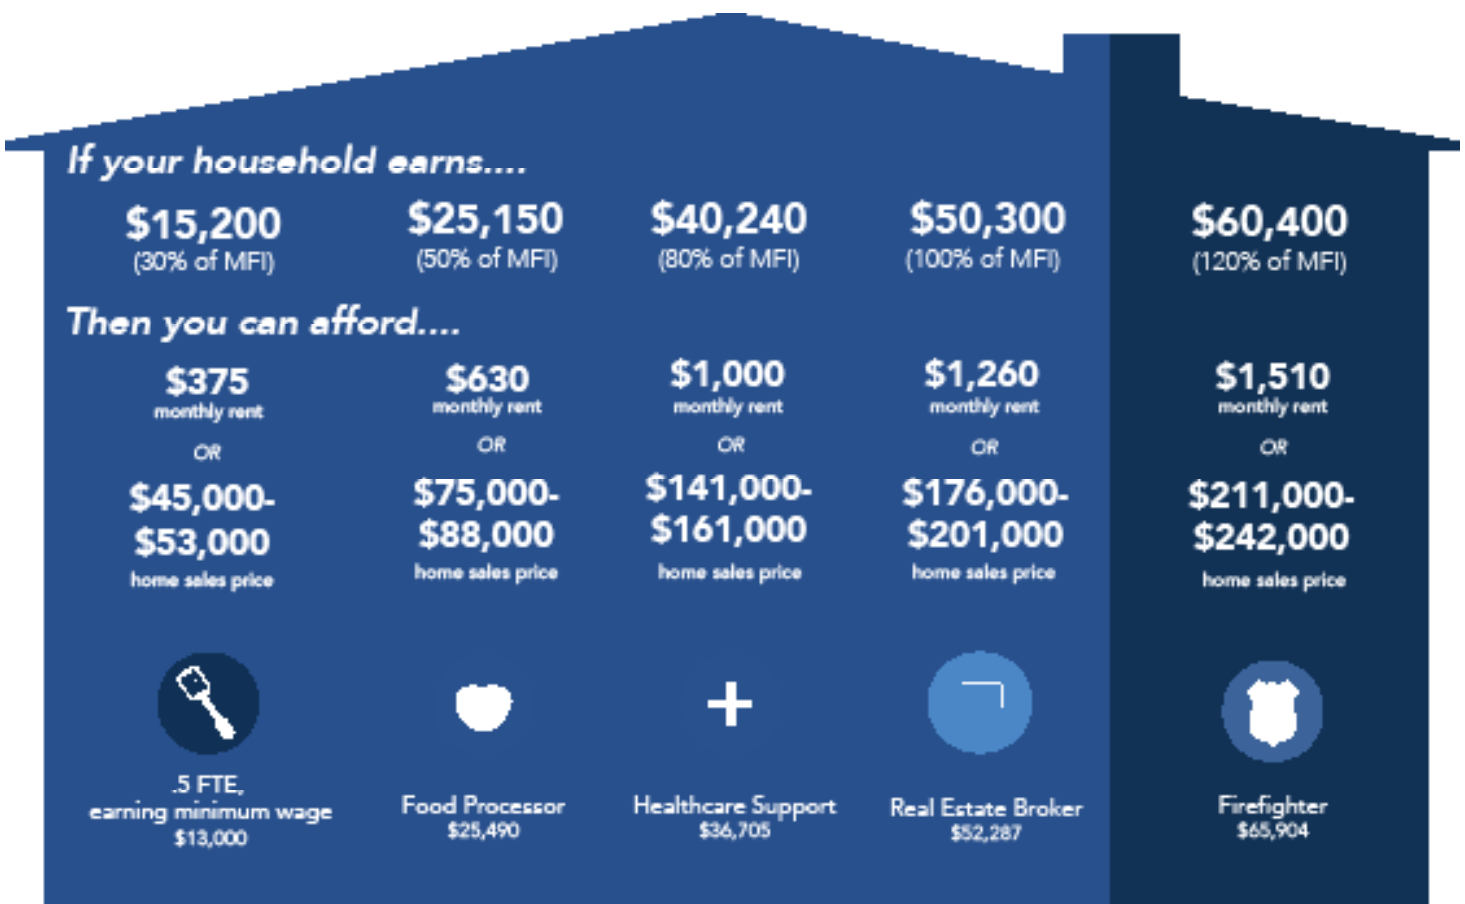 If your household earns....
$15,200 $25,150 $40,240 $50,300 $60,400
(30% of MFI) (50% of MFI) (80% of MFI) (100% of MFI) (120% of MFI)
Then you can afford....
$375 $630 $1,000 $1,260 $1,510
monthly rent monthly rent monthly rent monthly rent monthly rent
OR OR OR OR OR
$45,000- $75,000- $141,000- $176,000- $211,000-
$53,000 $88,000 $161,000 $201,000 $242,000
home sales price home sales price home sales price home sales price home sales price
.5 FTE,
earning minimum wage Food Processor Healthcare Support Real Estate Broker Firefighter
$13,000 $25,490 $36,705 $52,287 $65,904